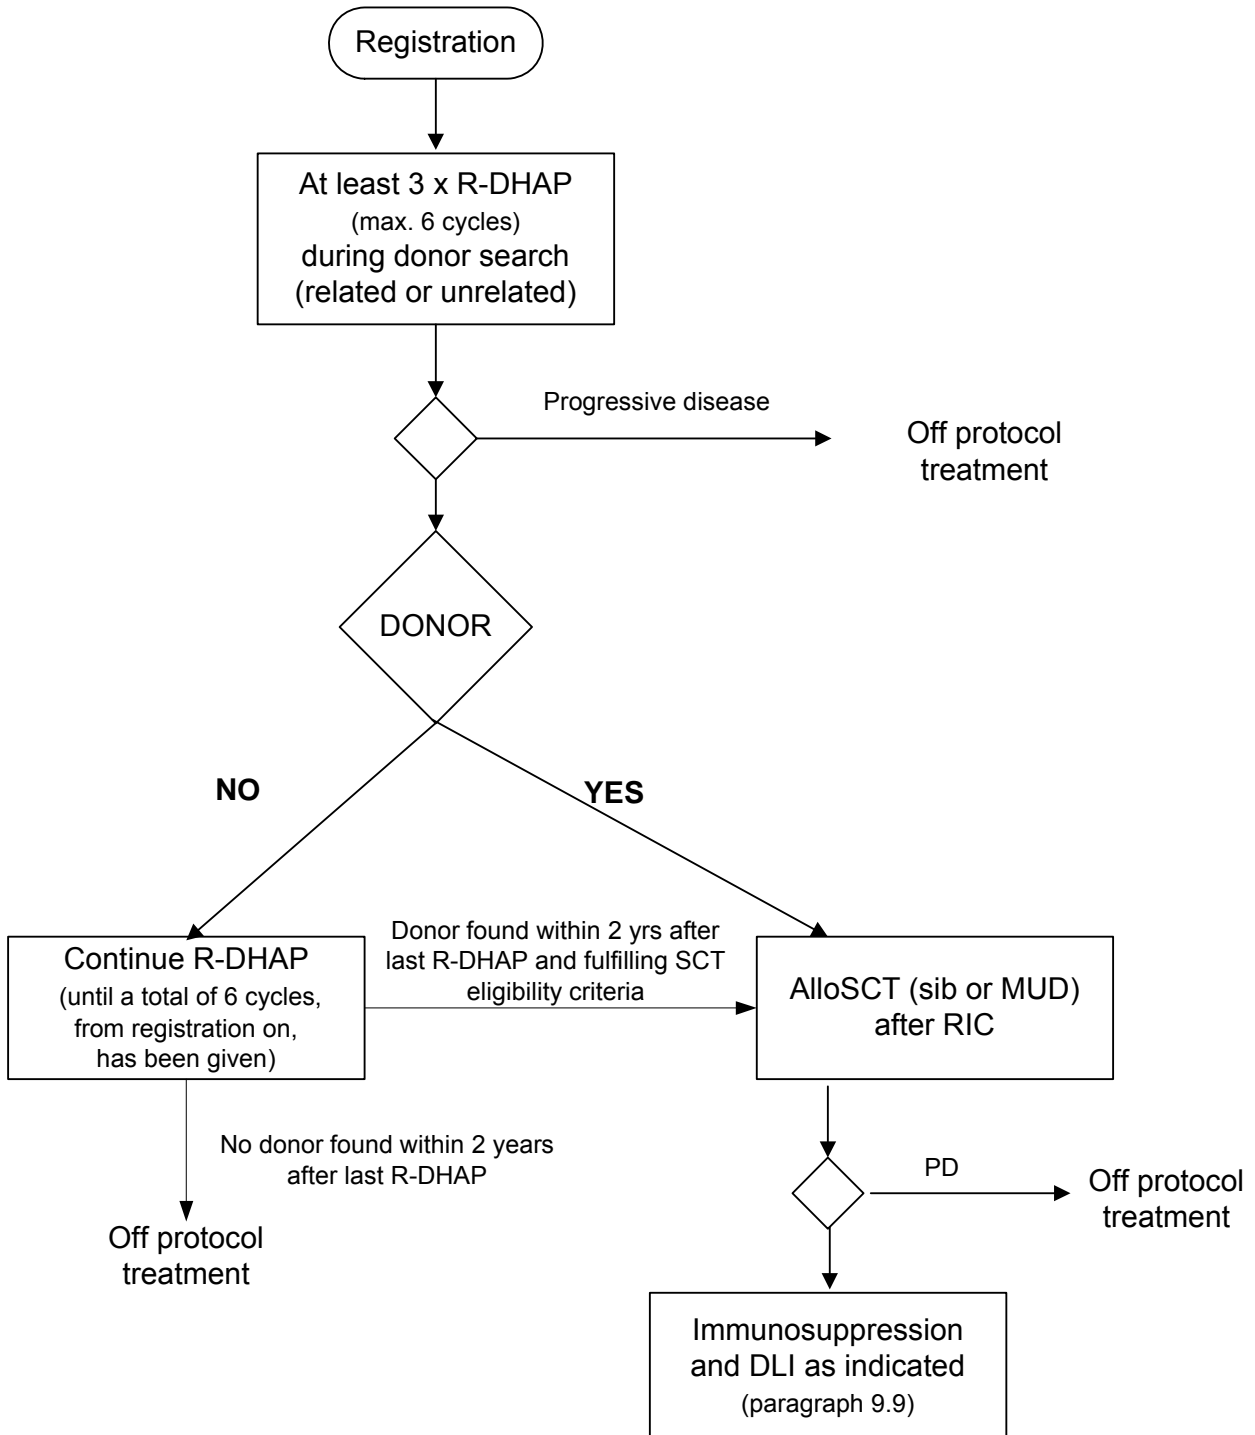 Registration
At least 3 x R-DHAP
(max. 6 cycles)
during donor search
(related or unrelated)
Progressive disease
Off protocol
treatment
DONOR
NO
YES
Continue R-DHAP
(until a total of 6 cycles,
from registration on,
has been given)
Donor found within 2 yrs after
last R-DHAP and fulfilling SCT
eligibility criteria
AlloSCT (sib or MUD)
after RIC
No donor found within 2 years
after last R-DHAP
Off protocol
treatment
PD
Off protocol
treatment
Immunosuppression
and DLI as indicated
(paragraph 9.9)